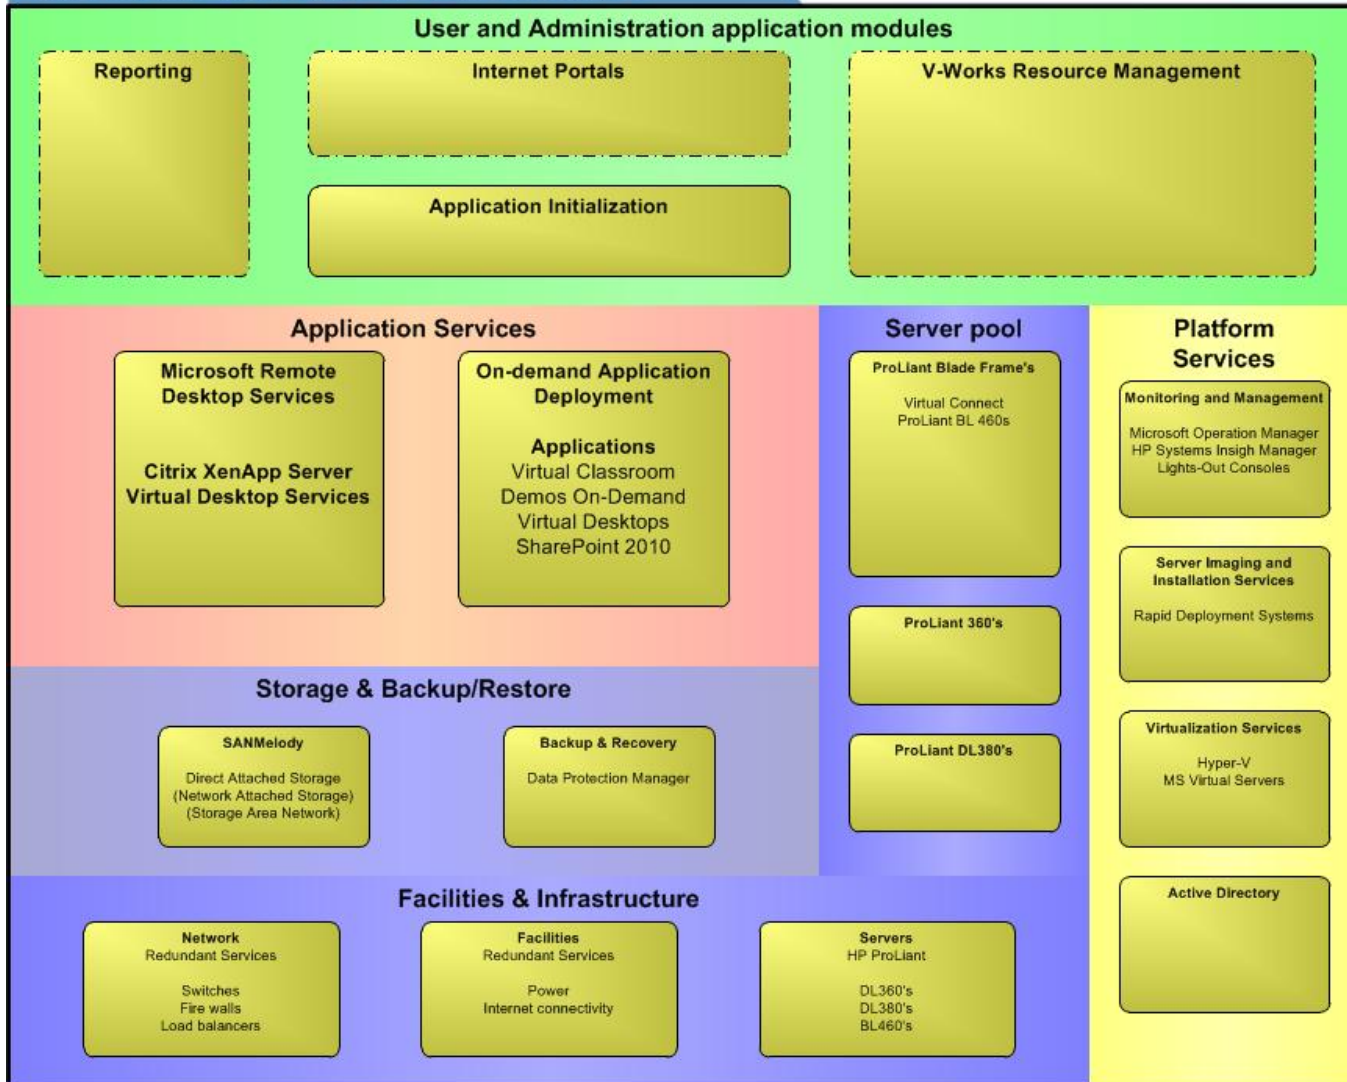 User and Administration application modules
Reporting
Internet Portals
V-Works Resource Management
Application Initialization
Application Services
Microsoft Remote
Desktop Services
Citrix XenApp Server
Virtual Desktop Services
On-demand Application
Deployment
Applications
Virtual Classroom
Demos On-Demand
Virtual Desktops
SharePoint 2010
Server pool
ProLiant Blade Frame's
Virtual Connect
ProLiant BL 460s
ProLiant 360's
ProLiant DL380's
Platform
Services
Monitoring and Management
Microsoft Operation Manager
HP Systems Insigh Manager
Lights-Out Consoles
Server Imaging and
Installation Services
Rapid Deployment Systems
Virtualization Services
Hyper-V
MS Virtual Servers
Active Directory
Storage & Backup/Restore
SANMelody
Direct Attached Storage
(Network Attached Storage)
(Storage Area Network)
Backup & Recovery
Data Protection Manager
Facilities & Infrastructure
Network
Redundant Services
Switches
Fire walls
Load balancers
Facilities
Redundant Services
Power
Internet connectivity
Servers
HP ProLiant
DL360's
DL380's
BL460's